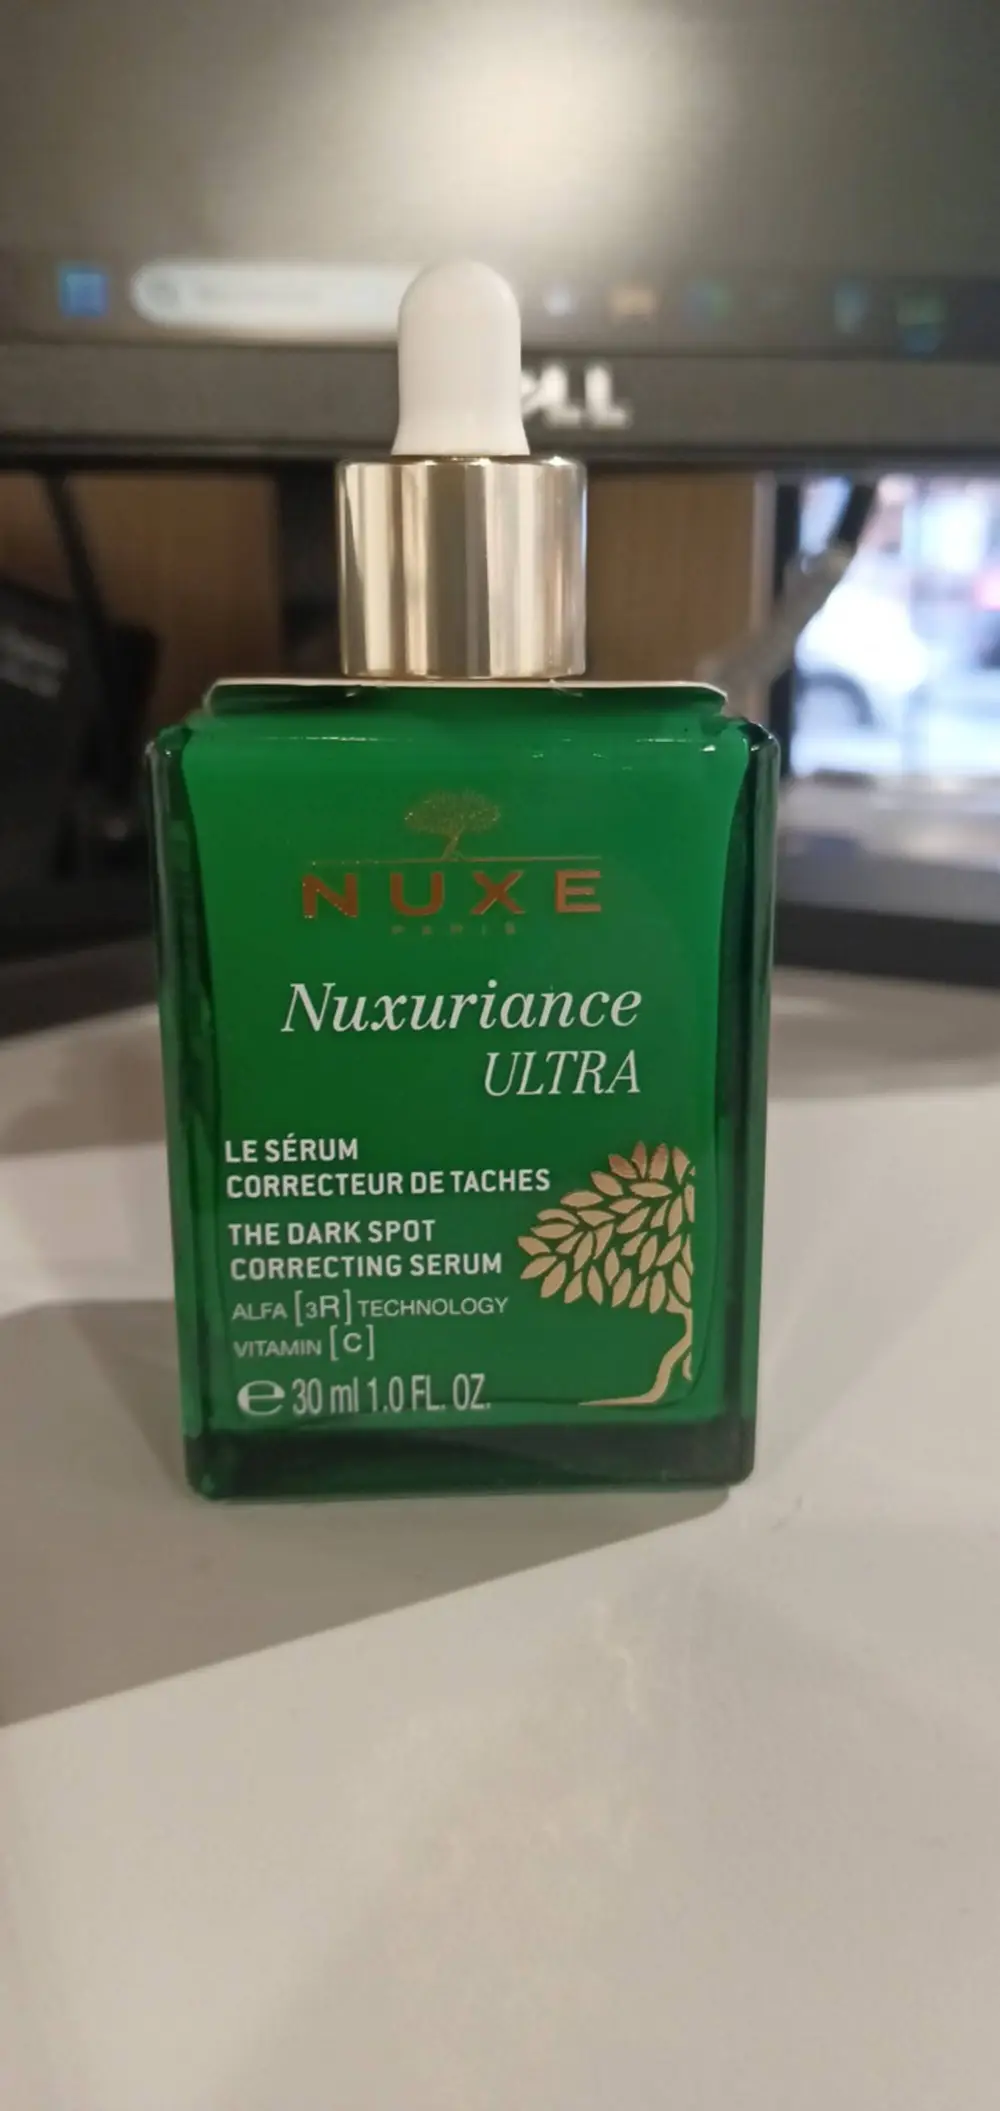 DELL
NUXE
PARIS
Nuxuriance
ULTRA
LE SÉRUM
CORRECTEUR DE TACHES
THE DARK SPOT
CORRECTING SERUM
ALFA [3R] TECHNOLOGY
VITAMIN [C]
℮ 30 ml 1.0 FL. OZ.